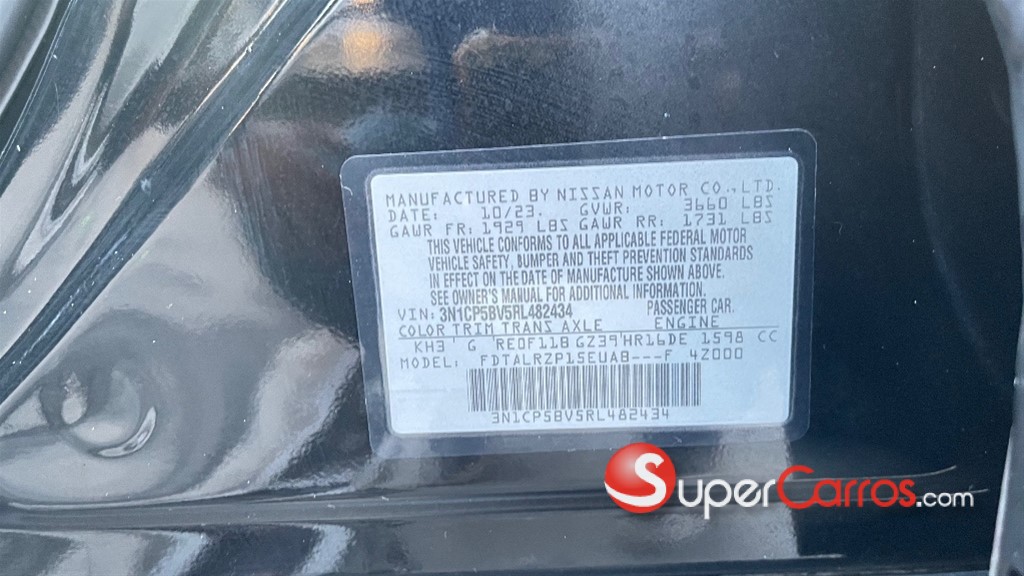 MANUFACTURED BY NISSAN MOTOR CO.,LTD.
DATE: 10/23. GVWR: 3660 LBS
GAWR FR: 1929 LBS GAWR RR: 1731 LBS
THIS VEHICLE CONFORMS TO ALL APPLICABLE FEDERAL MOTOR
VEHICLE SAFETY, BUMPER AND THEFT PREVENTION STANDARDS
IN EFFECT ON THE DATE OF MANUFACTURE SHOWN ABOVE.
SEE OWNER'S MANUAL FOR ADDITIONAL INFORMATION.
VIN: 3N1CP5BV5RL482434 PASSENGER CAR.
COLOR TRIM TRANS AXLE ENGINE
KH3 G RE0F11B GZ39 HR16DE 1598 CC
MODEL: FDTALRZP15EUAB---F 4Z000
3N1CP5BV5RL482434
SuperCarros.com